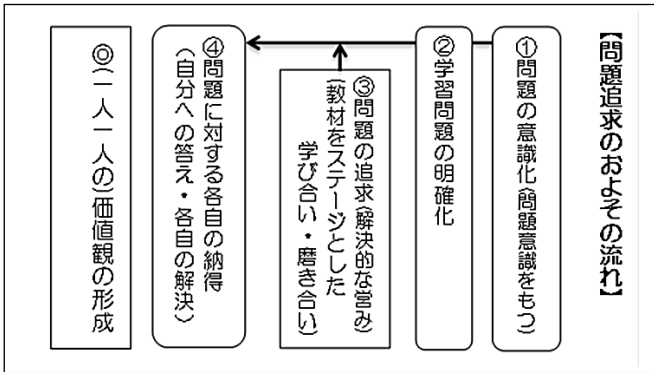 【問題追求のおよその流れ】
①問題の意識化(問題意識をもつ)
②学習問題の明確化
③問題の追求(解決的な営み)
(教材をステージとした
学び合い・磨き合い)
④問題に対する各自の納得
(自分への答え・各自の解決)
◎(一人一人の)価値観の形成